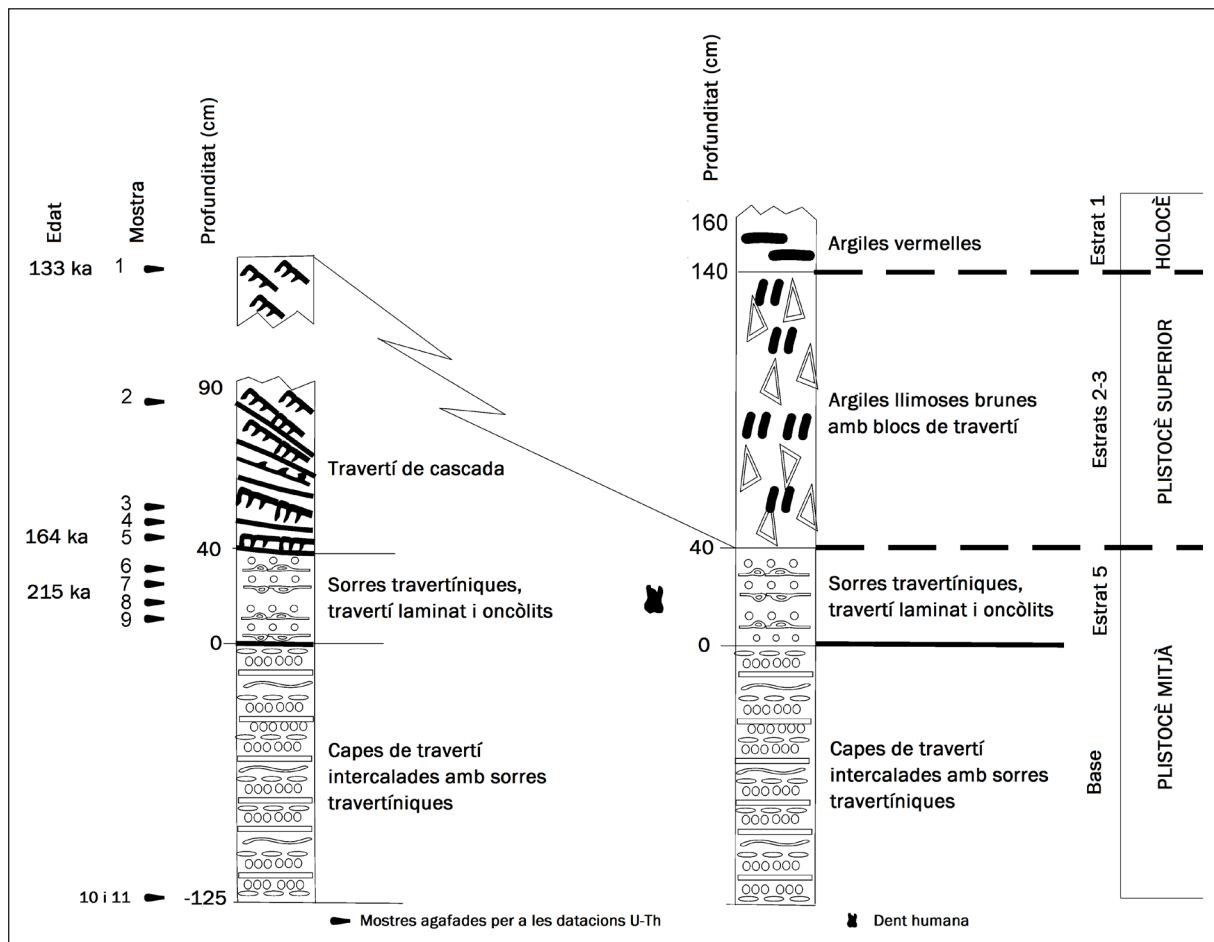 Edat
Mostra
Profunditat (cm)
133 ka
1
2
90
3
4
164 ka
5
40
6
7
215 ka
8
9
0
10 i 11
-125
Travertí de cascada
Sorres travertíniques,
travertí laminat i oncòlits
Capes de travertí
intercalades amb sorres
travertíniques
Profunditat (cm)
160
140
40
0
Argiles vermelles
Argiles llimoses brunes
amb blocs de travertí
Sorres travertíniques,
travertí laminat i oncòlits
Capes de travertí
intercalades amb sorres
travertíniques
Estrat 1
Estrats 2-3
Estrat 5
Base
HOLOCÈ
PLISTOCÈ SUPERIOR
PLISTOCÈ MITJÀ
Mostres agafades per a les datacions U-Th
Dent humana